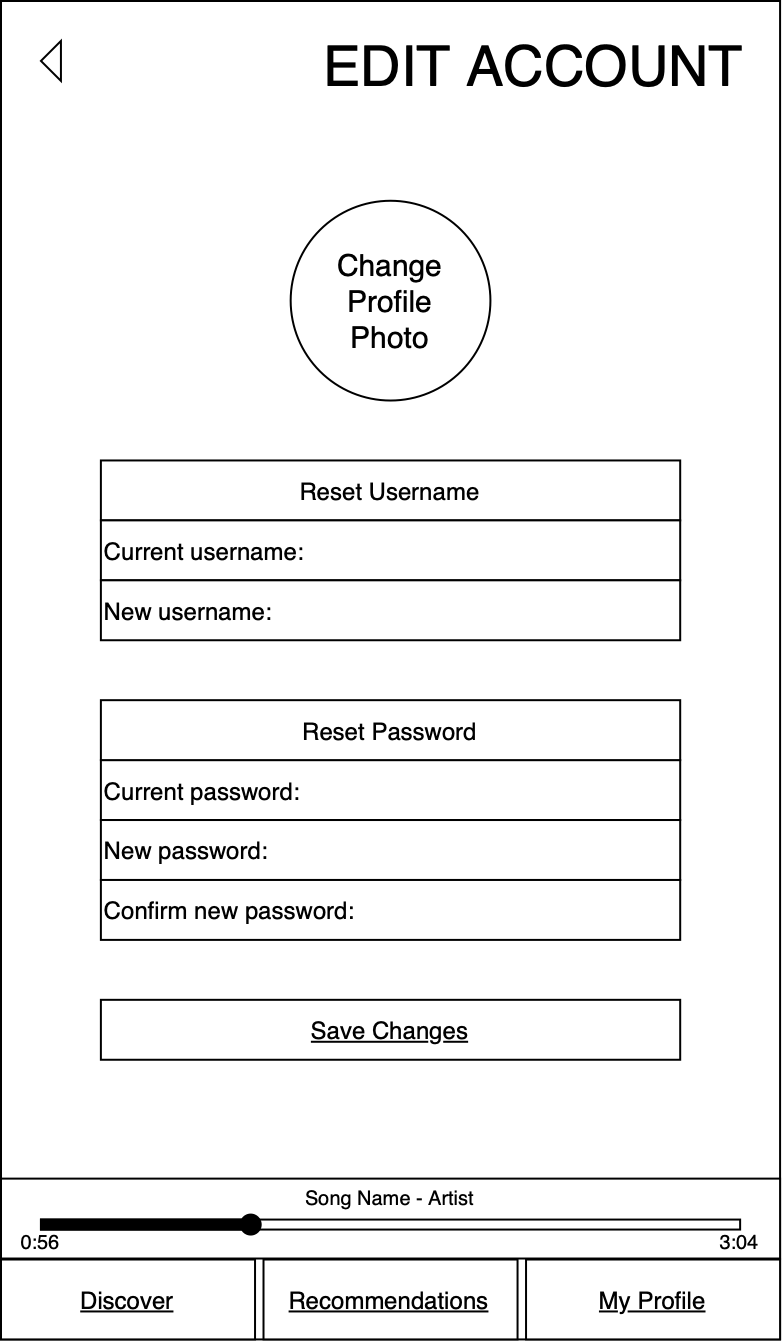 EDIT ACCOUNT
Change
Profile
Photo
Reset Username
Current username:
New username:
Reset Password
Current password:
New password:
Confirm new password:
Save Changes
Song Name - Artist
0:56
3:04
Discover
Recommendations
My Profile